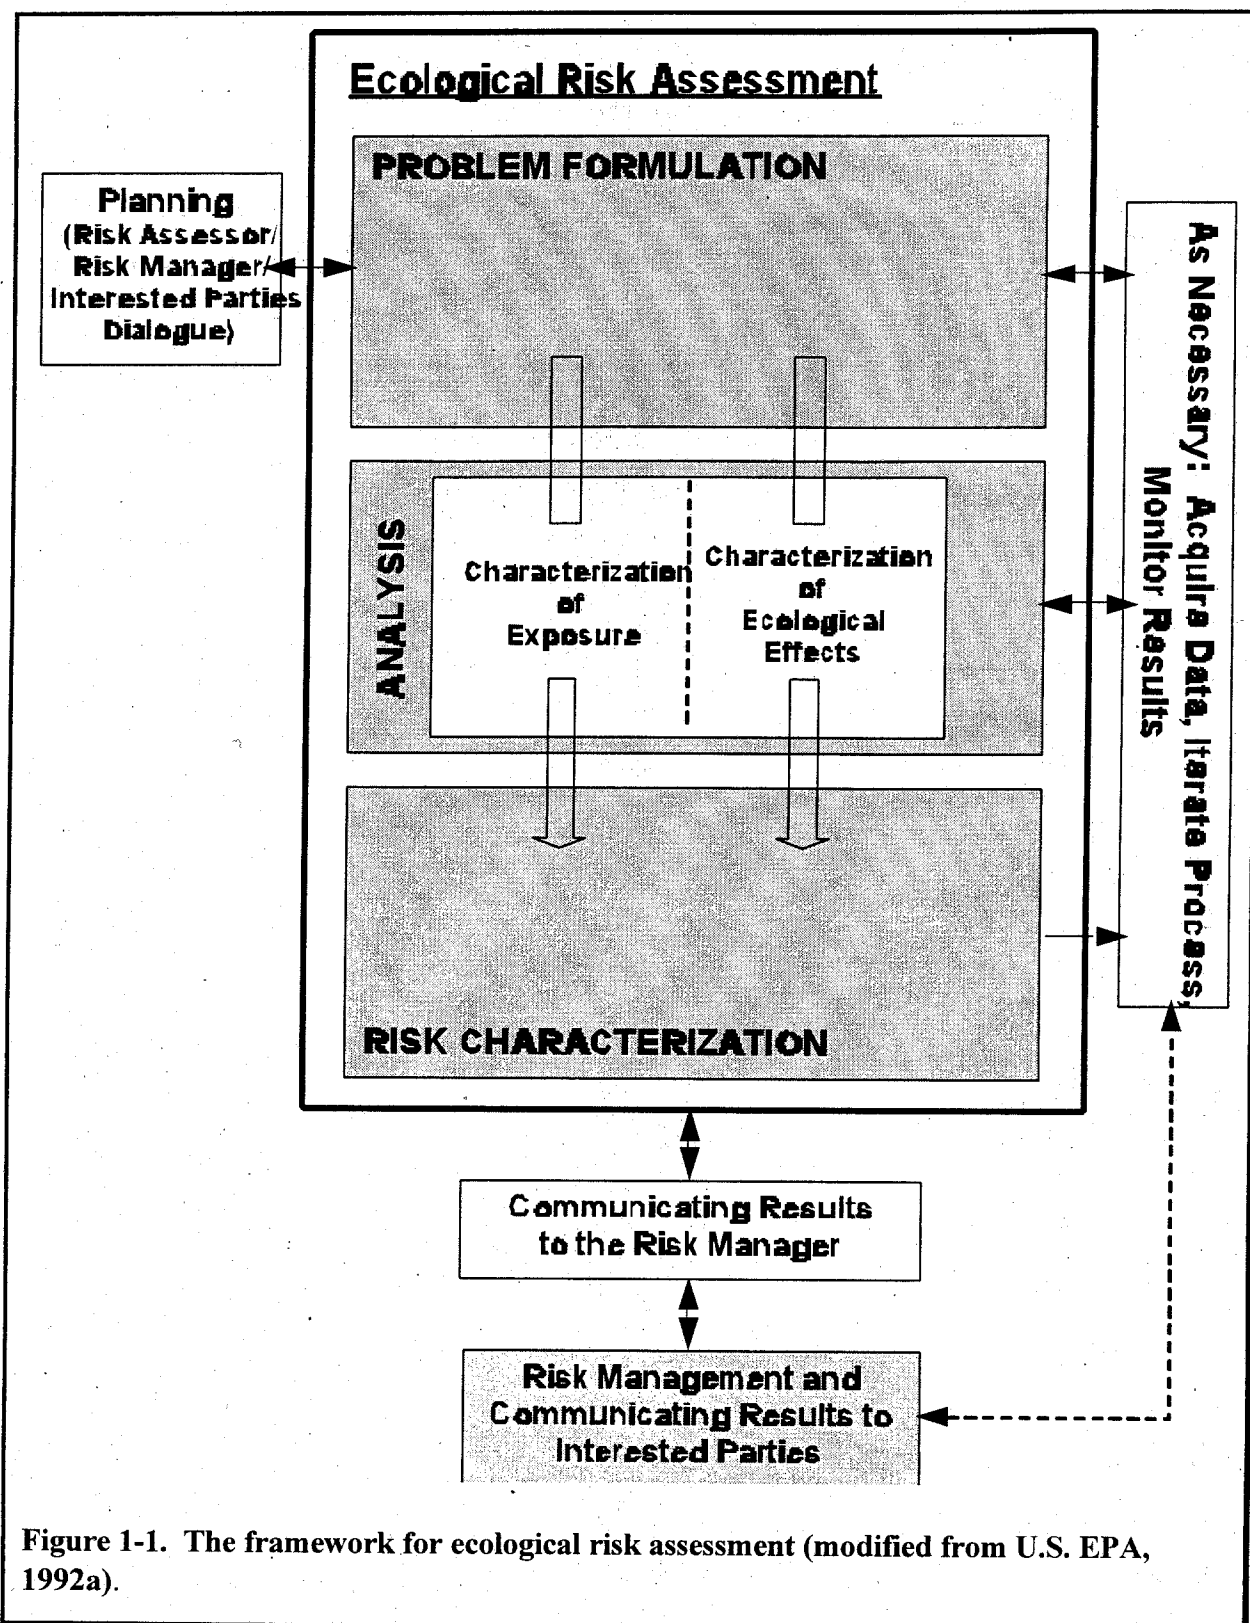 Ecological Risk Assessment
PROBLEM FORMULATION
Planning
(Risk Assessor/
Risk Manager/
Interested Parties
Dialogue)
ANALYSIS
Characterization
of
Exposure
Characterization
of
Ecological
Effects
As Necessary: Acquire Data, Iterate Process,
Monitor Results
RISK CHARACTERIZATION
Communicating Results
to the Risk Manager
Risk Management and
Communicating Results to
Interested Parties
Figure 1-1. The framework for ecological risk assessment (modified from U.S. EPA,
1992a).